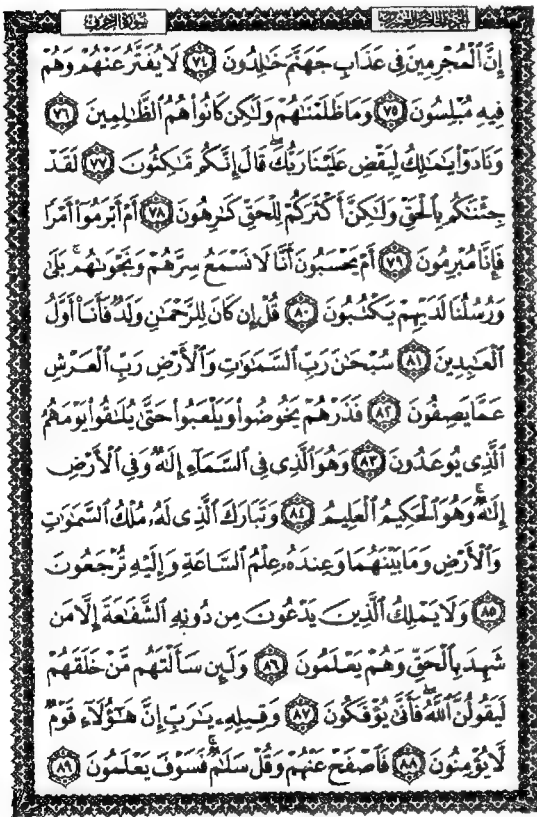 الجزء الخامس والعشرون سورة الزخرف
إِنَّ ٱلْمُجْرِمِينَ فِى عَذَابِ جَهَنَّمَ خَٰلِدُونَ ﴿٧٤﴾ لَا يُفَتَّرُ عَنْهُمْ وَهُمْ
فِيهِ مُبْلِسُونَ ﴿٧٥﴾ وَمَا ظَلَمْنَٰهُمْ وَلَٰكِن كَانُوا۟ هُمُ ٱلظَّٰلِمِينَ ﴿٧٦﴾
وَنَادَوْا۟ يَٰمَٰلِكُ لِيَقْضِ عَلَيْنَا رَبُّكَ ۖ قَالَ إِنَّكُم مَّٰكِثُونَ ﴿٧٧﴾ لَقَدْ
جِئْنَٰكُم بِٱلْحَقِّ وَلَٰكِنَّ أَكْثَرَكُمْ لِلْحَقِّ كَٰرِهُونَ ﴿٧٨﴾ أَمْ أَبْرَمُوٓا۟ أَمْرًا
فَإِنَّا مُبْرِمُونَ ﴿٧٩﴾ أَمْ يَحْسَبُونَ أَنَّا لَا نَسْمَعُ سِرَّهُمْ وَنَجْوَىٰهُم ۚ بَلَىٰ
وَرُسُلُنَا لَدَيْهِمْ يَكْتُبُونَ ﴿٨٠﴾ قُلْ إِن كَانَ لِلرَّحْمَٰنِ وَلَدٌ فَأَنَا۠ أَوَّلُ
ٱلْعَٰبِدِينَ ﴿٨١﴾ سُبْحَٰنَ رَبِّ ٱلسَّمَٰوَٰتِ وَٱلْأَرْضِ رَبِّ ٱلْعَرْشِ
عَمَّا يَصِفُونَ ﴿٨٢﴾ فَذَرْهُمْ يَخُوضُوا۟ وَيَلْعَبُوا۟ حَتَّىٰ يُلَٰقُوا۟ يَوْمَهُمُ
ٱلَّذِى يُوعَدُونَ ﴿٨٣﴾ وَهُوَ ٱلَّذِى فِى ٱلسَّمَآءِ إِلَٰهٌ وَفِى ٱلْأَرْضِ
إِلَٰهٌ ۚ وَهُوَ ٱلْحَكِيمُ ٱلْعَلِيمُ ﴿٨٤﴾ وَتَبَارَكَ ٱلَّذِى لَهُۥ مُلْكُ ٱلسَّمَٰوَٰتِ
وَٱلْأَرْضِ وَمَا بَيْنَهُمَا وَعِندَهُۥ عِلْمُ ٱلسَّاعَةِ وَإِلَيْهِ تُرْجَعُونَ
﴿٨٥﴾ وَلَا يَمْلِكُ ٱلَّذِينَ يَدْعُونَ مِن دُونِهِ ٱلشَّفَٰعَةَ إِلَّا مَن
شَهِدَ بِٱلْحَقِّ وَهُمْ يَعْلَمُونَ ﴿٨٦﴾ وَلَئِن سَأَلْتَهُم مَّنْ خَلَقَهُمْ
لَيَقُولُنَّ ٱللَّهُ ۖ فَأَنَّىٰ يُؤْفَكُونَ ﴿٨٧﴾ وَقِيلِهِۦ يَٰرَبِّ إِنَّ هَٰٓؤُلَآءِ قَوْمٌ
لَّا يُؤْمِنُونَ ﴿٨٨﴾ فَٱصْفَحْ عَنْهُمْ وَقُلْ سَلَٰمٌ ۚ فَسَوْفَ يَعْلَمُونَ ﴿٨٩﴾